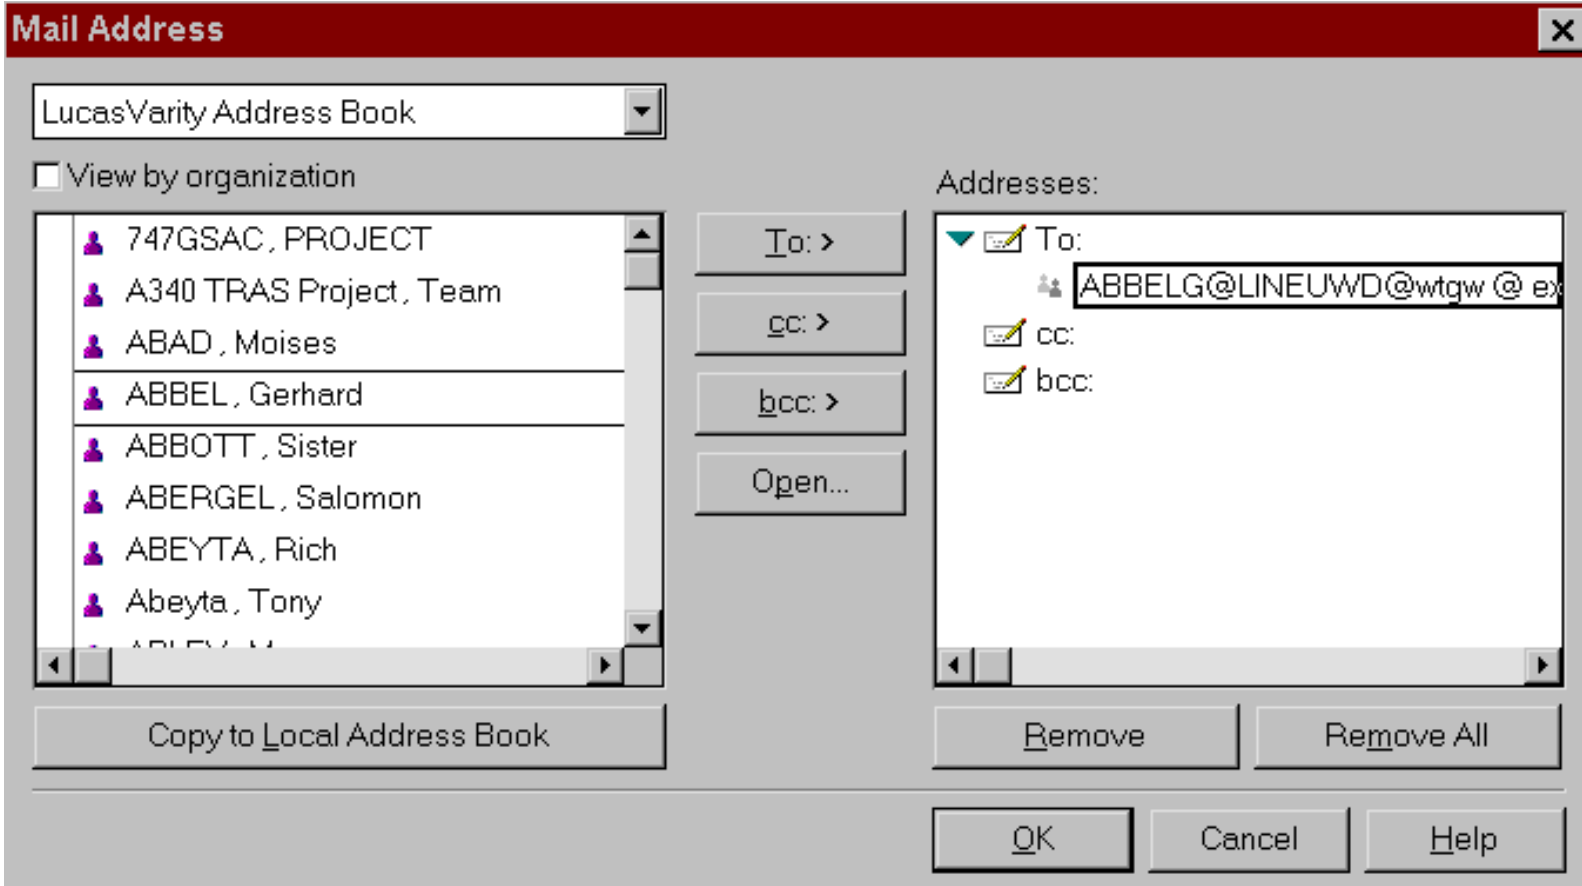 Mail Address
LucasVarity Address Book
View by organization
747GSAC, PROJECT
A340 TRAS Project, Team
ABAD, Moises
ABBEL, Gerhard
ABBOTT, Sister
ABERGEL, Salomon
ABEYTA, Rich
Abeyta, Tony
To: >
cc: >
bcc: >
Open...
Addresses:
To:
ABBELG@LINEUWD@wtgw @ ex
cc:
bcc:
Copy to Local Address Book
Remove
Remove All
OK
Cancel
Help